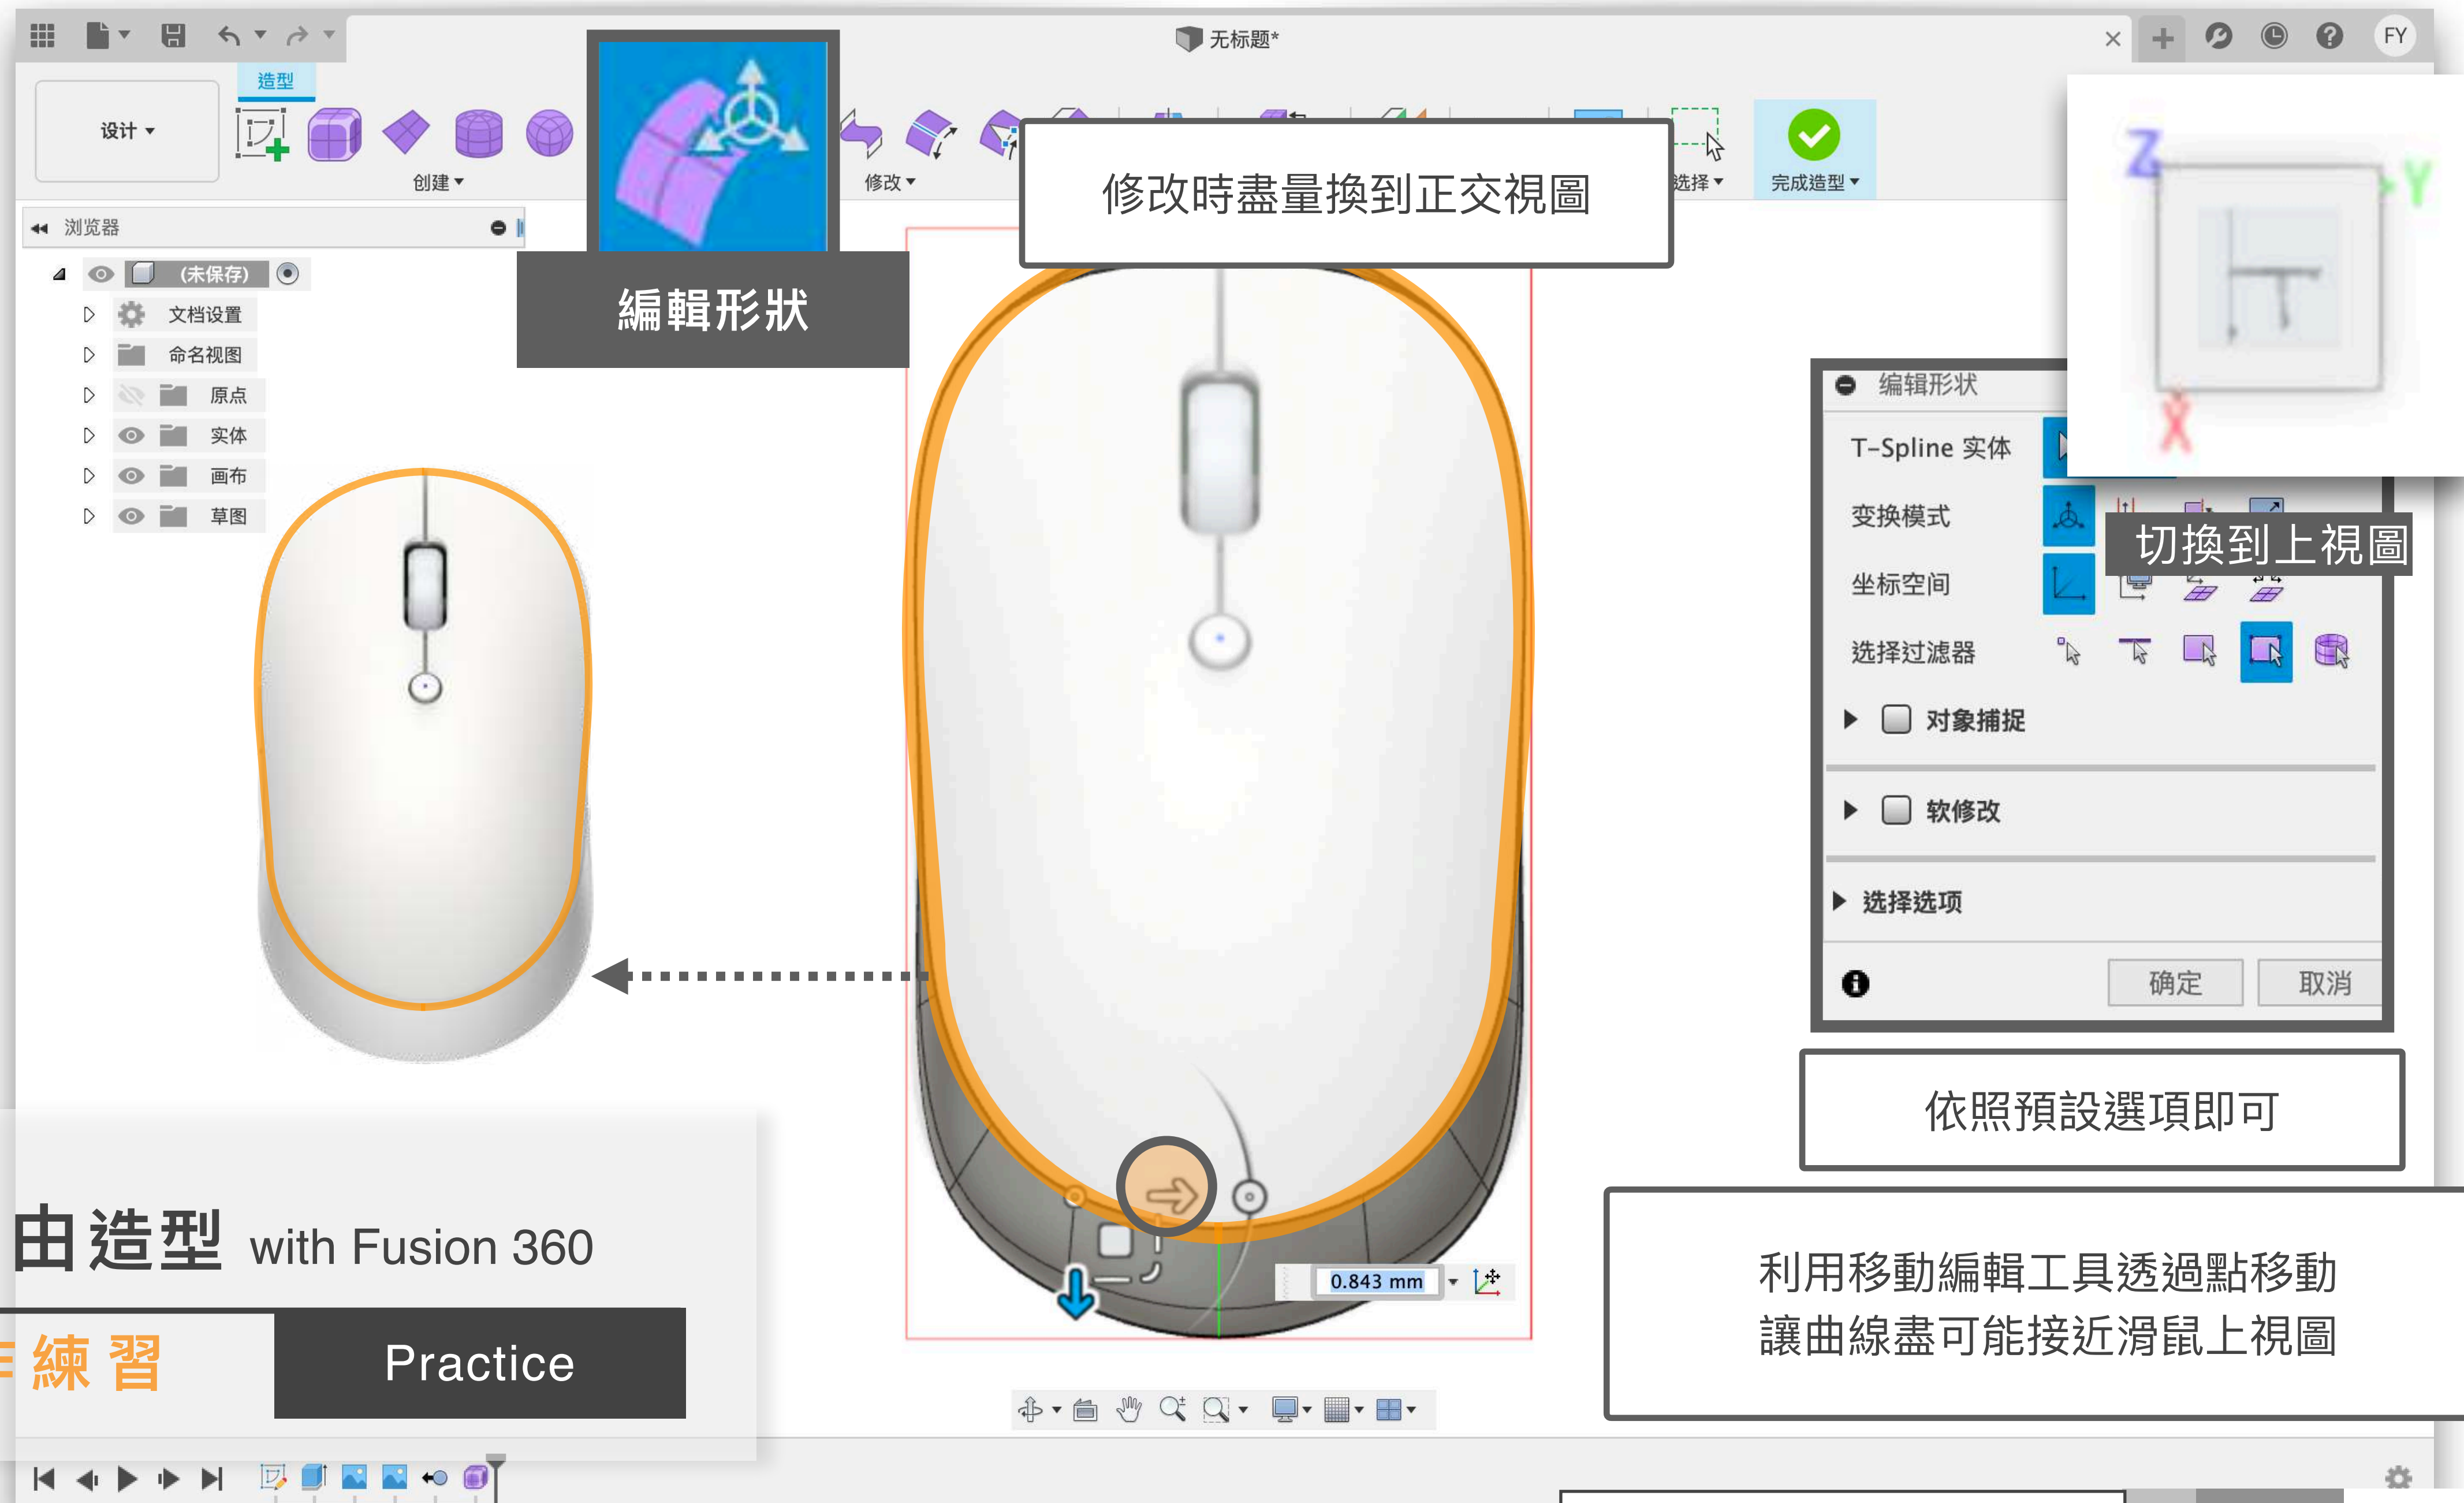 无标题*
FY
造型
设计
创建
修改
选择
完成造型
修改時盡量換到正交視圖
編輯形狀
浏览器
(未保存)
文档设置
命名视图
原点
实体
画布
草图
Z
Y
X
切換到上視圖
编辑形状
T-Spline 实体
变换模式
坐标空间
选择过滤器
对象捕捉
软修改
选择选项
确定
取消
依照預設選項即可
0.843 mm
利用移動編輯工具透過點移動
讓曲線盡可能接近滑鼠上視圖
由造型 with Fusion 360
練習
Practice